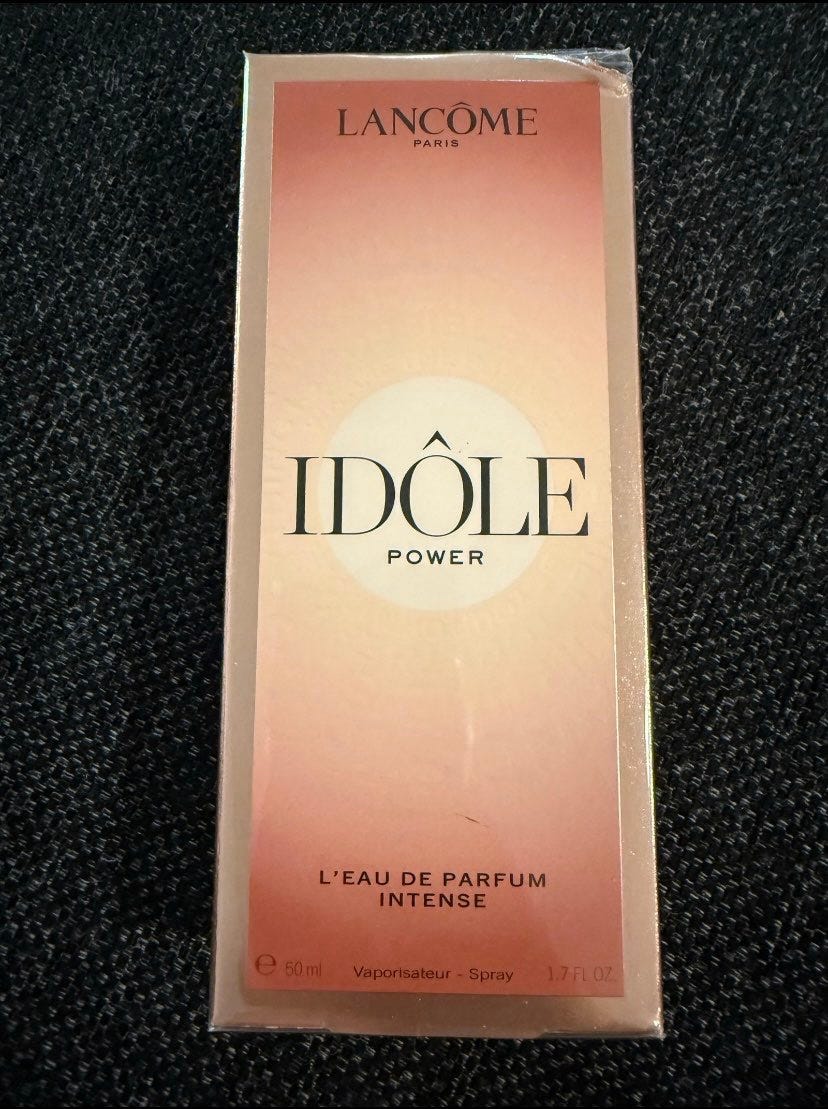 LANCÔME
PARIS
IDÔLE
POWER
L'EAU DE PARFUM
INTENSE
e 50 ml Vaporisateur - Spray 1.7 FL OZ.